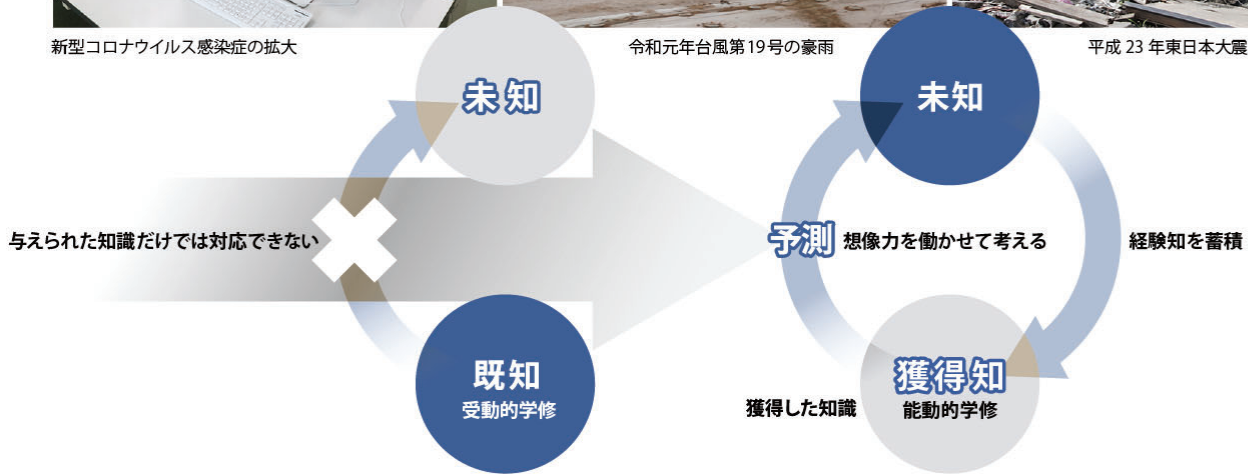 新型コロナウイルス感染症の拡大
令和元年台風第19号の豪雨
平成23年東日本大震
未知
与えられた知識だけでは対応できない
既知
受動的学修
未知
予測
想像力を働かせて考える
経験知を蓄積
獲得した知識
獲得知
能動的学修